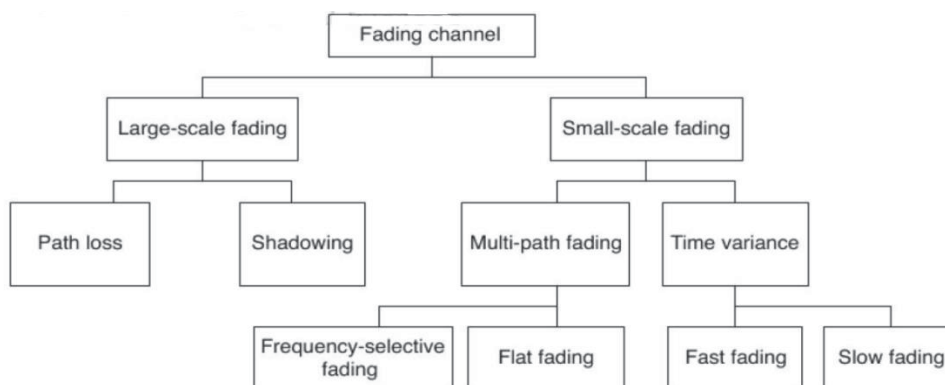 Fading channel
Large-scale fading
Small-scale fading
Path loss
Shadowing
Multi-path fading
Time variance
Frequency-selective
fading
Flat fading
Fast fading
Slow fading